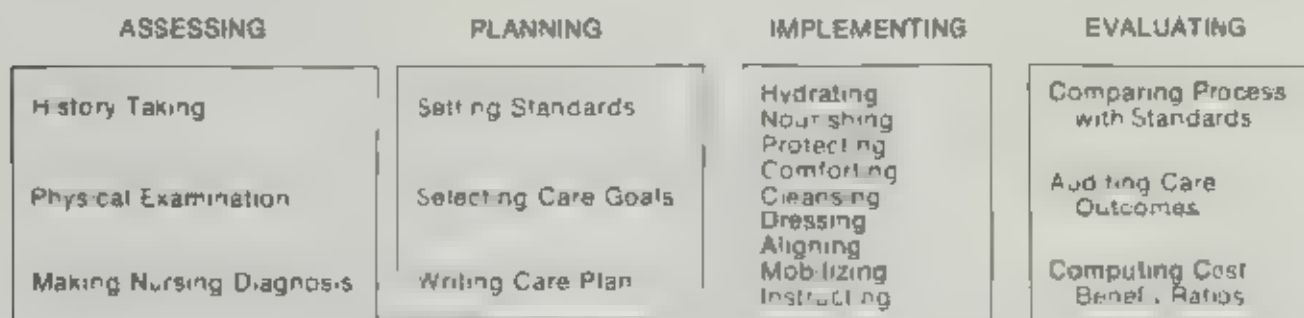 ASSESSING
History Taking
Physical Examination
Making Nursing Diagnosis
PLANNING
Setting Standards
Selecting Care Goals
Writing Care Plan
IMPLEMENTING
Hydrating
Nourishing
Protecting
Comforting
Cleansing
Dressing
Aligning
Mobilizing
Instructing
EVALUATING
Comparing Process
with Standards
Auditing Care
Outcomes
Computing Cost
Benefit Ratios